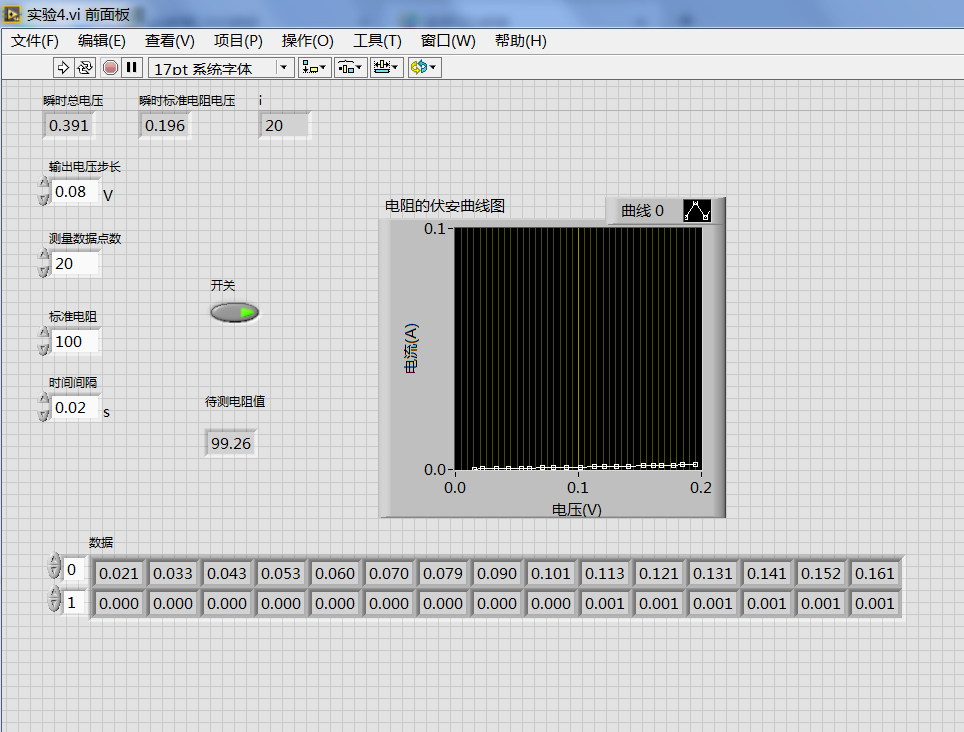 实验4.vi 前面板
文件(F) 编辑(E) 查看(V) 项目(P) 操作(O) 工具(T) 窗口(W) 帮助(H)
17pt 系统字体
瞬时总电压 瞬时标准电阻电压 i
0.391 0.196 20
输出电压步长
0.08 V
测量数据点数
20
标准电阻
100
时间间隔
0.02 s
开关
待测电阻值
99.26
电阻的伏安曲线图 曲线 0
0.1
电流(A)
0.0
0.0 0.1 0.2
电压(V)
数据
0 0.021 0.033 0.043 0.053 0.060 0.070 0.079 0.090 0.101 0.113 0.121 0.131 0.141 0.152 0.161
1 0.000 0.000 0.000 0.000 0.000 0.000 0.000 0.000 0.000 0.001 0.001 0.001 0.001 0.001 0.001